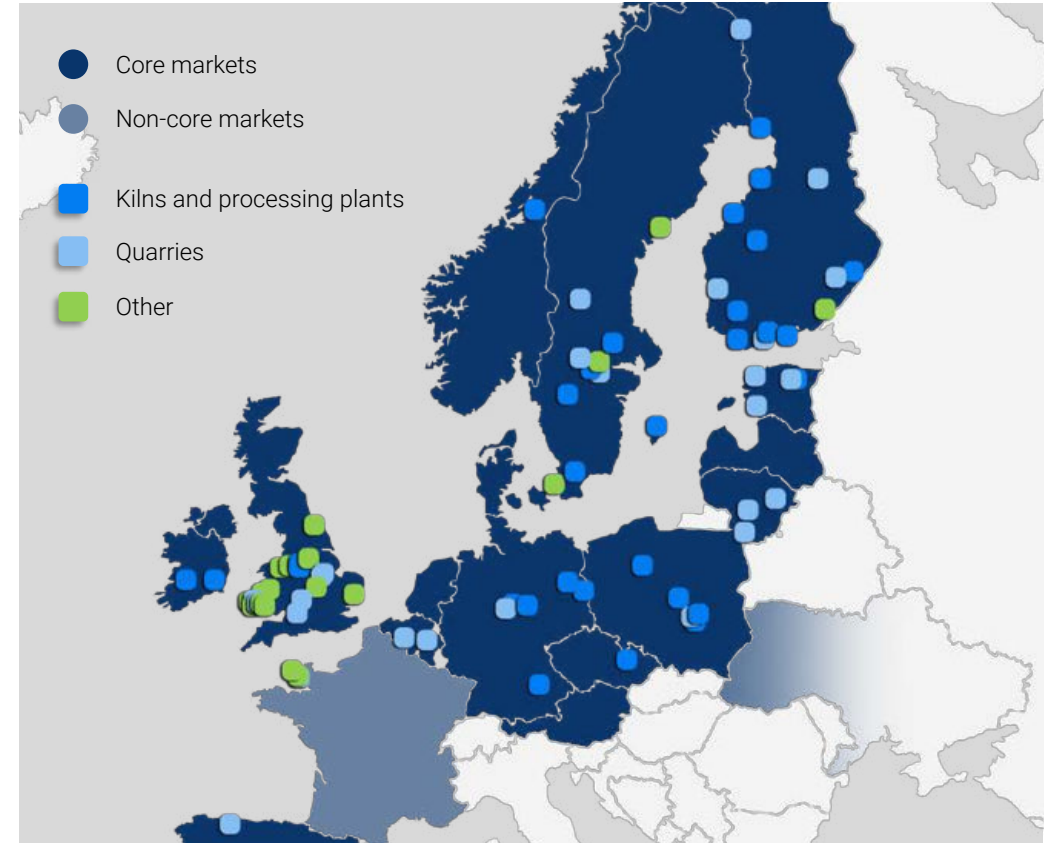 Core markets
Non-core markets
Kilns and processing plants
Quarries
Other